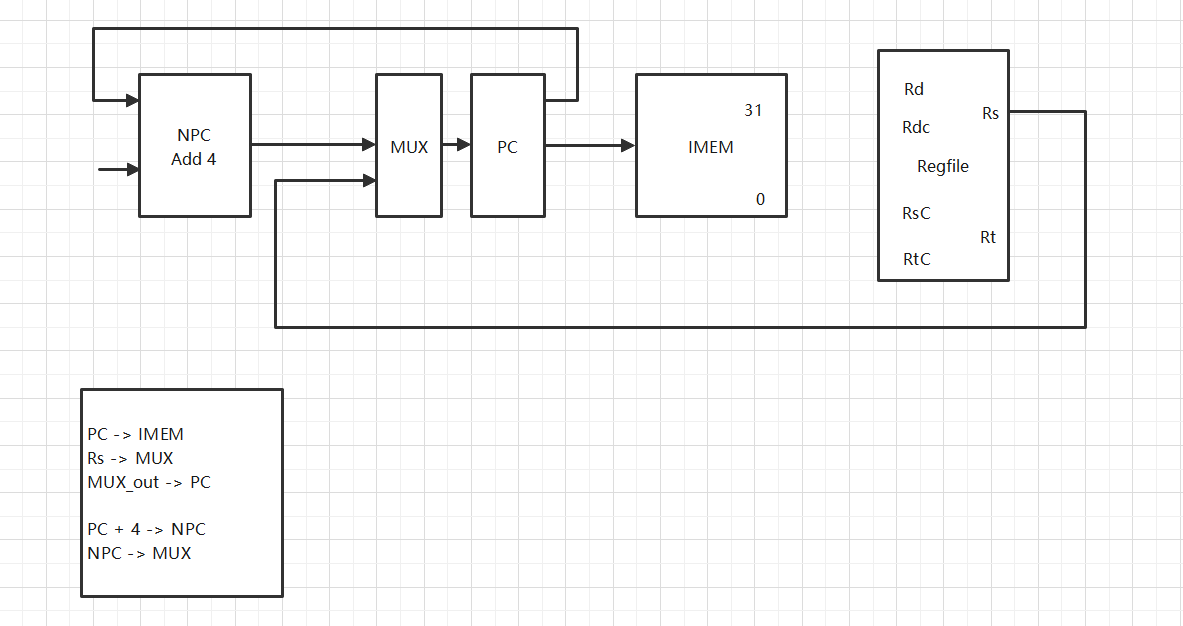 NPC
Add 4
MUX
PC
31
IMEM
0
Rd
Rs
Rdc
Regfile
RsC
Rt
RtC
PC -> IMEM
Rs -> MUX
MUX_out -> PC
PC + 4 -> NPC
NPC -> MUX